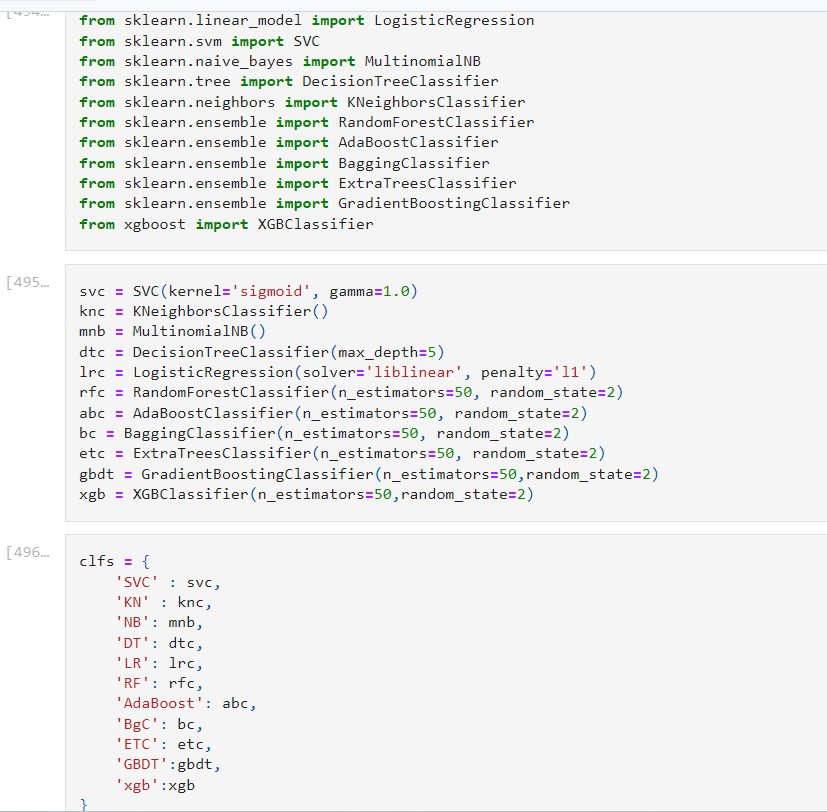 [494…
from sklearn.linear_model import LogisticRegression
from sklearn.svm import SVC
from sklearn.naive_bayes import MultinomialNB
from sklearn.tree import DecisionTreeClassifier
from sklearn.neighbors import KNeighborsClassifier
from sklearn.ensemble import RandomForestClassifier
from sklearn.ensemble import AdaBoostClassifier
from sklearn.ensemble import BaggingClassifier
from sklearn.ensemble import ExtraTreesClassifier
from sklearn.ensemble import GradientBoostingClassifier
from xgboost import XGBClassifier
[495…
svc = SVC(kernel='sigmoid', gamma=1.0)
knc = KNeighborsClassifier()
mnb = MultinomialNB()
dtc = DecisionTreeClassifier(max_depth=5)
lrc = LogisticRegression(solver='liblinear', penalty='l1')
rfc = RandomForestClassifier(n_estimators=50, random_state=2)
abc = AdaBoostClassifier(n_estimators=50, random_state=2)
bc = BaggingClassifier(n_estimators=50, random_state=2)
etc = ExtraTreesClassifier(n_estimators=50, random_state=2)
gbdt = GradientBoostingClassifier(n_estimators=50,random_state=2)
xgb = XGBClassifier(n_estimators=50,random_state=2)
[496…
clfs = {
    'SVC' : svc,
    'KN' : knc,
    'NB': mnb,
    'DT': dtc,
    'LR': lrc,
    'RF': rfc,
    'AdaBoost': abc,
    'BgC': bc,
    'ETC': etc,
    'GBDT':gbdt,
    'xgb':xgb
}